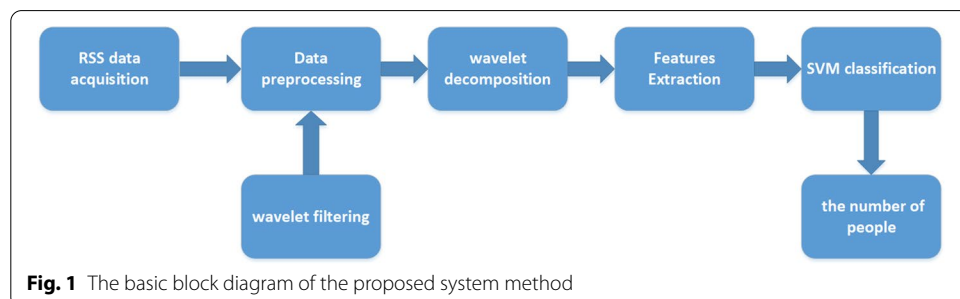 RSS data
acquisition
Data
preprocessing
wavelet
decomposition
Features
Extraction
SVM classification
wavelet filtering
the number of
people
Fig. 1 The basic block diagram of the proposed system method